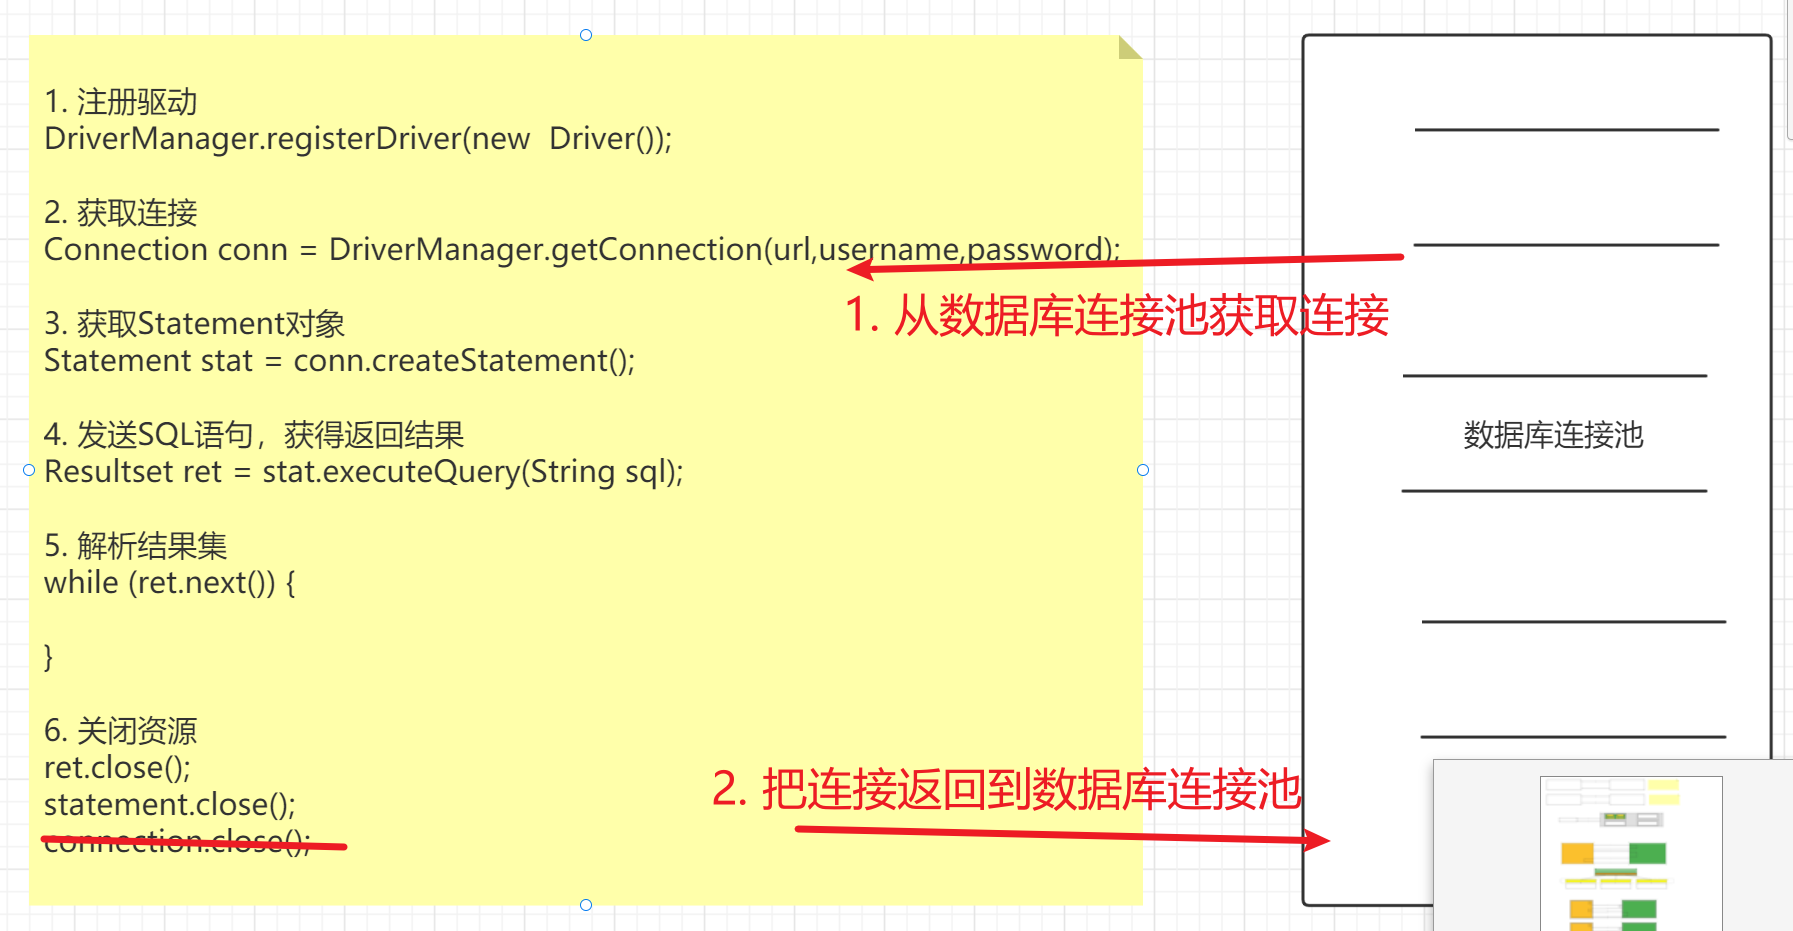 1. 注册驱动
DriverManager.registerDriver(new  Driver());
2. 获取连接
Connection conn = DriverManager.getConnection(url,username,password);
1. 从数据库连接池获取连接
3. 获取Statement对象
Statement stat = conn.createStatement();
4. 发送SQL语句，获得返回结果
Resultset ret = stat.executeQuery(String sql);
5. 解析结果集
while (ret.next()) {
}
6. 关闭资源
ret.close();
statement.close();
connection.close();
2. 把连接返回到数据库连接池
数据库连接池